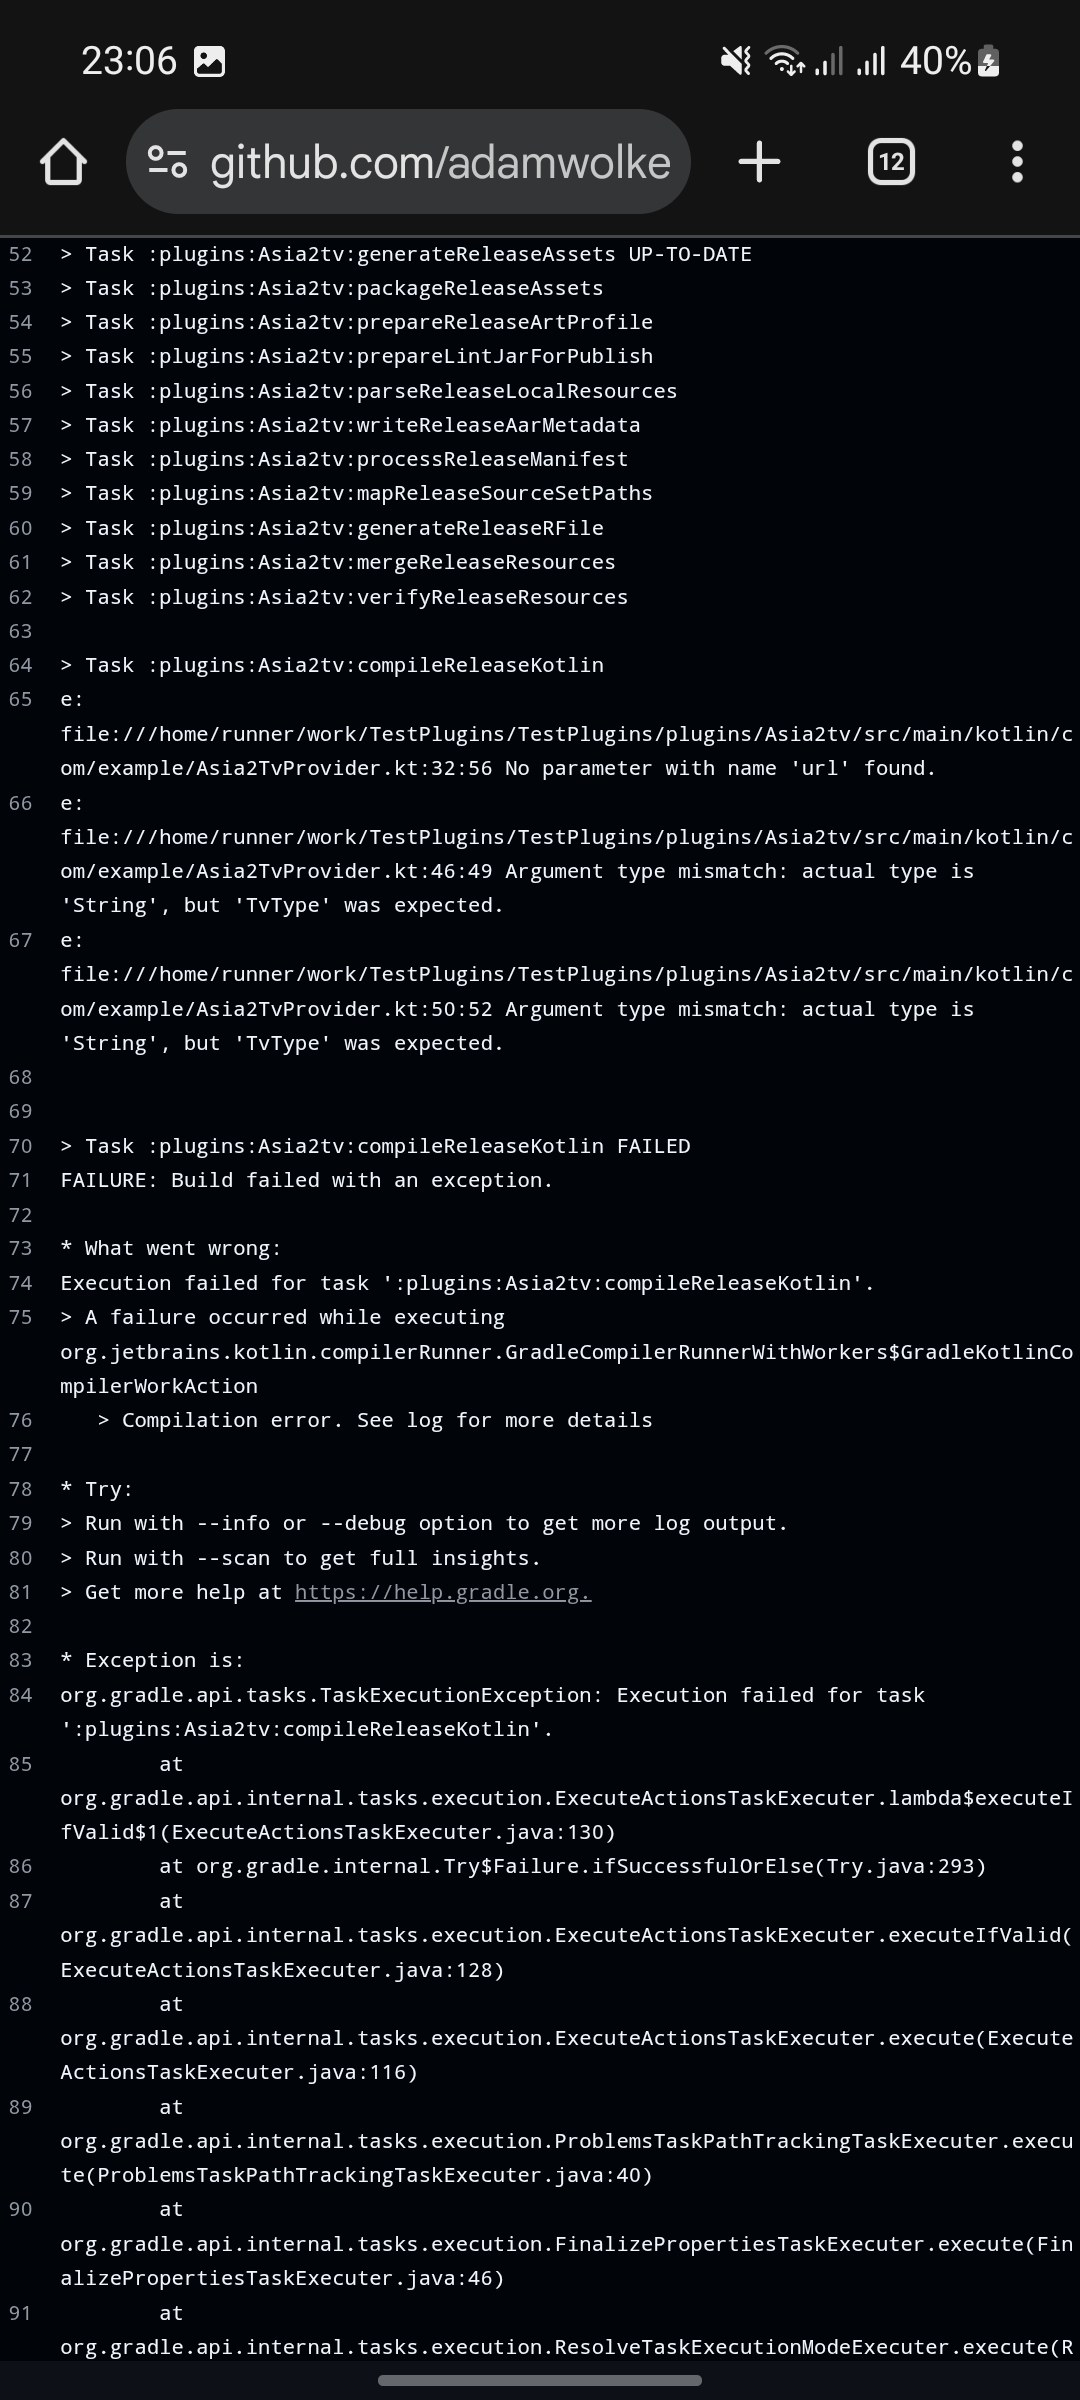 23:06
40%
github.com/adamwolke
12
52 > Task :plugins:Asia2tv:generateReleaseAssets UP-TO-DATE
53 > Task :plugins:Asia2tv:packageReleaseAssets
54 > Task :plugins:Asia2tv:prepareReleaseArtProfile
55 > Task :plugins:Asia2tv:prepareLintJarForPublish
56 > Task :plugins:Asia2tv:parseReleaseLocalResources
57 > Task :plugins:Asia2tv:writeReleaseAarMetadata
58 > Task :plugins:Asia2tv:processReleaseManifest
59 > Task :plugins:Asia2tv:mapReleaseSourceSetPaths
60 > Task :plugins:Asia2tv:generateReleaseRFile
61 > Task :plugins:Asia2tv:mergeReleaseResources
62 > Task :plugins:Asia2tv:verifyReleaseResources
63
64 > Task :plugins:Asia2tv:compileReleaseKotlin
65 e:
file:///home/runner/work/TestPlugins/TestPlugins/plugins/Asia2tv/src/main/kotlin/c
om/example/Asia2TvProvider.kt:32:56 No parameter with name 'url' found.
66 e:
file:///home/runner/work/TestPlugins/TestPlugins/plugins/Asia2tv/src/main/kotlin/c
om/example/Asia2TvProvider.kt:46:49 Argument type mismatch: actual type is
'String', but 'TvType' was expected.
67 e:
file:///home/runner/work/TestPlugins/TestPlugins/plugins/Asia2tv/src/main/kotlin/c
om/example/Asia2TvProvider.kt:50:52 Argument type mismatch: actual type is
'String', but 'TvType' was expected.
68
69
70 > Task :plugins:Asia2tv:compileReleaseKotlin FAILED
71 FAILURE: Build failed with an exception.
72
73 * What went wrong:
74 Execution failed for task ':plugins:Asia2tv:compileReleaseKotlin'.
75 > A failure occurred while executing
org.jetbrains.kotlin.compilerRunner.GradleCompilerRunnerWithWorkers$GradleKotlinCo
mpilerWorkAction
76 > Compilation error. See log for more details
77
78 * Try:
79 > Run with --info or --debug option to get more log output.
80 > Run with --scan to get full insights.
81 > Get more help at https://help.gradle.org.
82
83 * Exception is:
84 org.gradle.api.tasks.TaskExecutionException: Execution failed for task
':plugins:Asia2tv:compileReleaseKotlin'.
85 at
org.gradle.api.internal.tasks.execution.ExecuteActionsTaskExecuter.lambda$executeI
fValid$1(ExecuteActionsTaskExecuter.java:130)
86 at org.gradle.internal.Try$Failure.ifSuccessfulOrElse(Try.java:293)
87 at
org.gradle.api.internal.tasks.execution.ExecuteActionsTaskExecuter.executeIfValid(
ExecuteActionsTaskExecuter.java:128)
88 at
org.gradle.api.internal.tasks.execution.ExecuteActionsTaskExecuter.execute(Execute
ActionsTaskExecuter.java:116)
89 at
org.gradle.api.internal.tasks.execution.ProblemsTaskPathTrackingTaskExecuter.execu
te(ProblemsTaskPathTrackingTaskExecuter.java:40)
90 at
org.gradle.api.internal.tasks.execution.FinalizePropertiesTaskExecuter.execute(Fin
alizePropertiesTaskExecuter.java:46)
91 at
org.gradle.api.internal.tasks.execution.ResolveTaskExecutionModeExecuter.execute(R